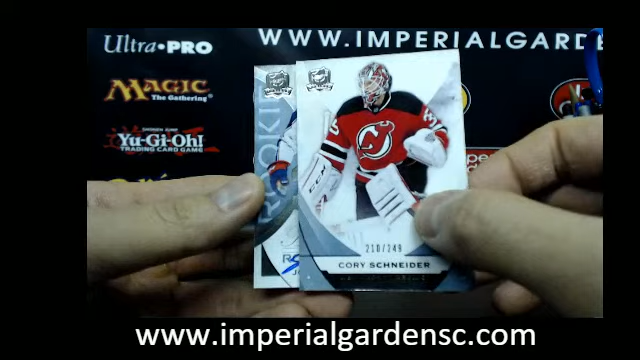 Ultra•PRO
WWW.IMPERIALGARDE
MAGIC
The Gathering
Yu-Gi-Oh!
TRADING CARD GAME
210/249
CORY SCHNEIDER
www.imperialgardensc.com